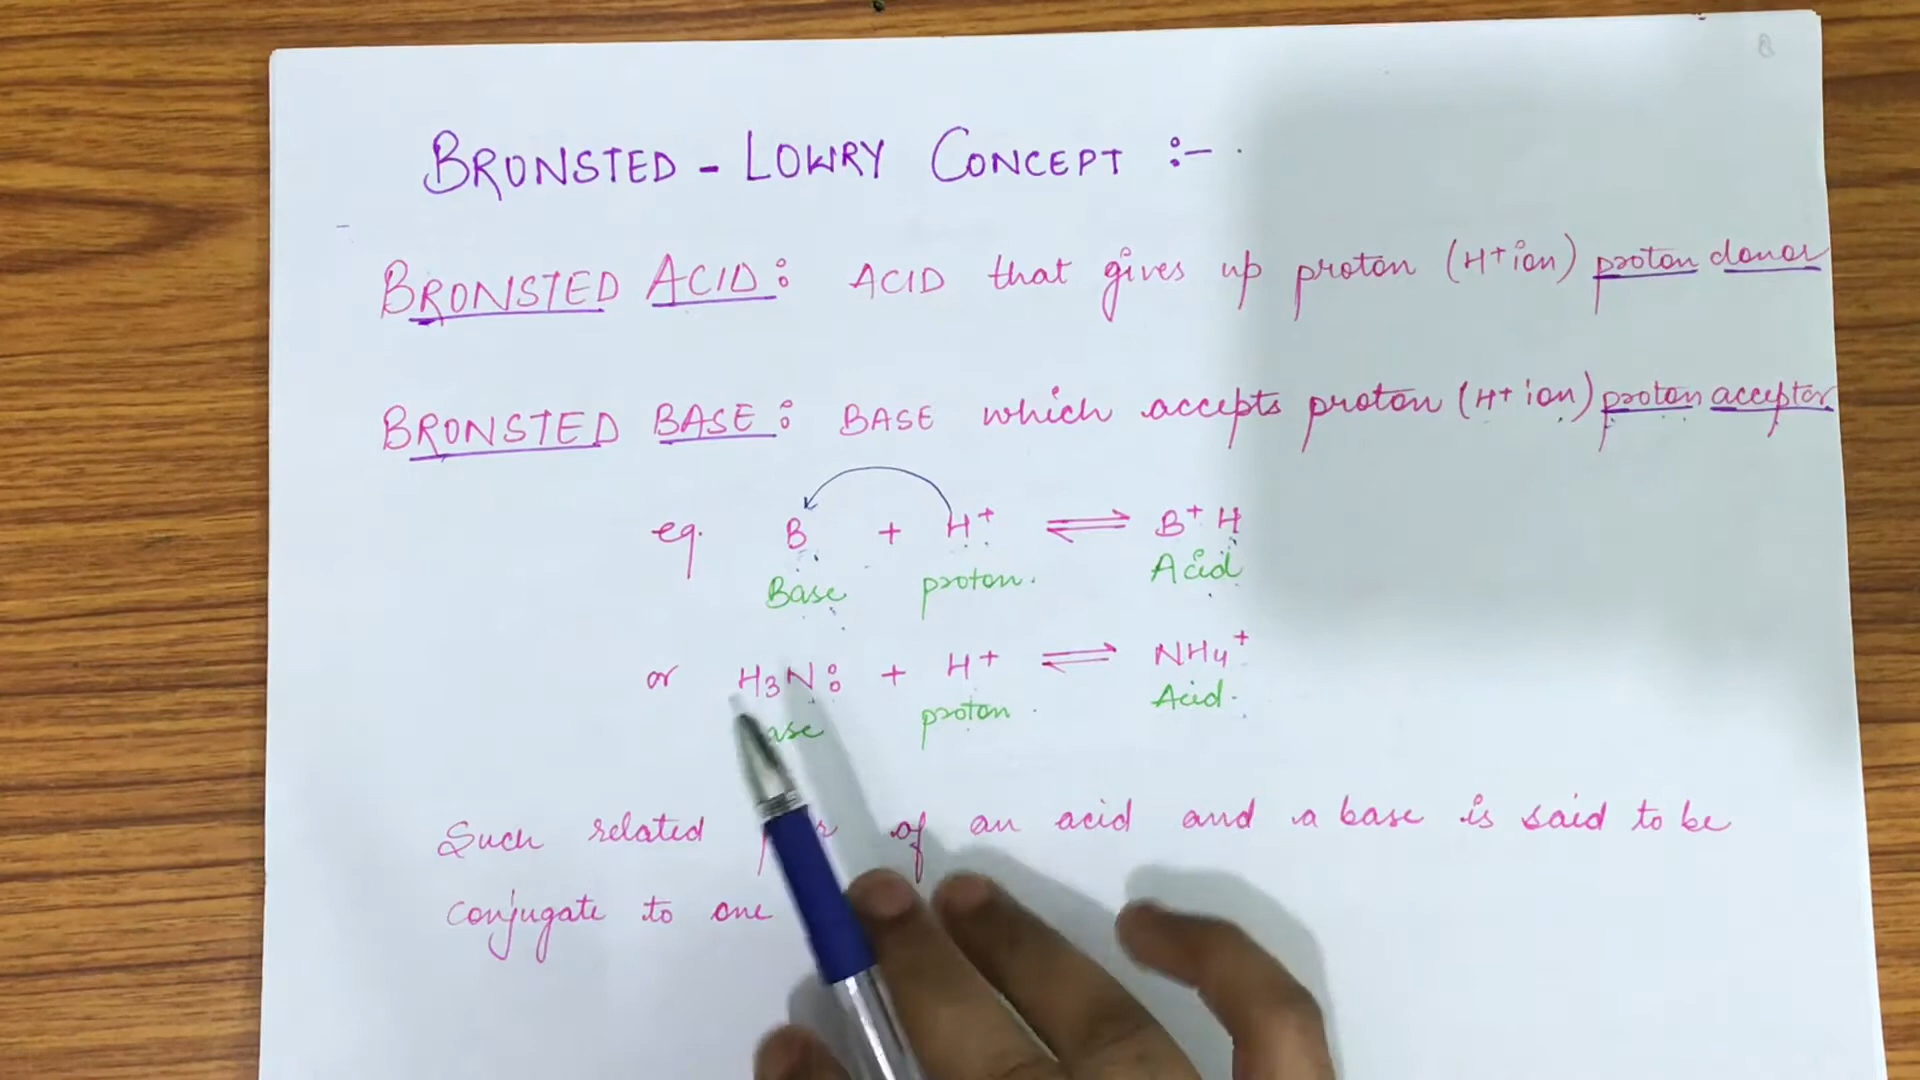 BRONSTED - LOWRY CONCEPT :-
BRONSTED ACID: ACID that gives up proton (H+ ion) proton donor
BRONSTED BASE: BASE which accepts proton (H+ ion) proton acceptor
eg. B + H+ ⇌ B+ H
Base proton. Acid
or H3N: + H+ ⇌ NH4+
proton Acid.
Such related of an acid and a base is said to be
conjugate to one